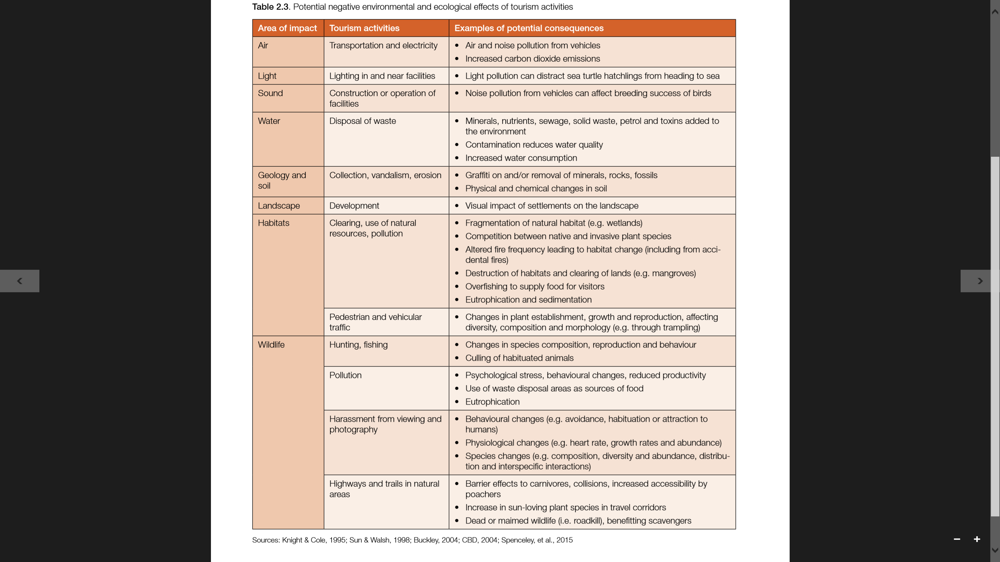 Table 2.3. Potential negative environmental and ecological effects of tourism activities
Area of impact
Tourism activities
Examples of potential consequences
Air
Transportation and electricity
• Air and noise pollution from vehicles
• Increased carbon dioxide emissions
Light
Lighting in and near facilities
• Light pollution can distract sea turtle hatchlings from heading to sea
Sound
Construction or operation of
facilities
• Noise pollution from vehicles can affect breeding success of birds
Water
Disposal of waste
• Minerals, nutrients, sewage, solid waste, petrol and toxins added to
the environment
• Contamination reduces water quality
• Increased water consumption
Geology and
soil
Collection, vandalism, erosion
• Graffiti on and/or removal of minerals, rocks, fossils
• Physical and chemical changes in soil
Landscape
Development
• Visual impact of settlements on the landscape
Habitats
Clearing, use of natural
resources, pollution
• Fragmentation of natural habitat (e.g. wetlands)
• Competition between native and invasive plant species
• Altered fire frequency leading to habitat change (including from acci-
dental fires)
• Destruction of habitats and clearing of lands (e.g. mangroves)
• Overfishing to supply food for visitors
• Eutrophication and sedimentation
Pedestrian and vehicular
traffic
• Changes in plant establishment, growth and reproduction, affecting
diversity, composition and morphology (e.g. through trampling)
Wildlife
Hunting, fishing
• Changes in species composition, reproduction and behaviour
• Culling of habituated animals
Pollution
• Psychological stress, behavioural changes, reduced productivity
• Use of waste disposal areas as sources of food
• Eutrophication
Harassment from viewing and
photography
• Behavioural changes (e.g. avoidance, habituation or attraction to
humans)
• Physiological changes (e.g. heart rate, growth rates and abundance)
• Species changes (e.g. composition, diversity and abundance, distribu-
tion and interspecific interactions)
Highways and trails in natural
areas
• Barrier effects to carnivores, collisions, increased accessibility by
poachers
• Increase in sun-loving plant species in travel corridors
• Dead or maimed wildlife (i.e. roadkill), benefitting scavengers
Sources: Knight & Cole, 1995; Sun & Walsh, 1998; Buckley, 2004; CBD, 2004; Spenceley, et al., 2015